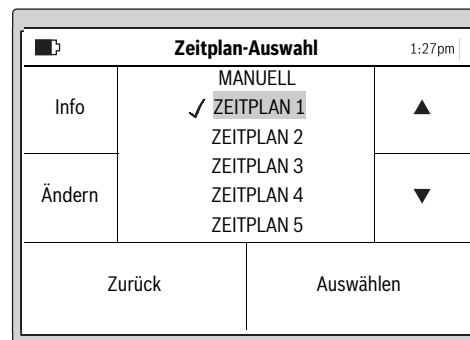 Zeitplan-Auswahl 1:27pm
MANUELL
Info ✓ ZEITPLAN 1 ▲
ZEITPLAN 2
ZEITPLAN 3
Ändern ZEITPLAN 4 ▼
ZEITPLAN 5
Zurück Auswählen